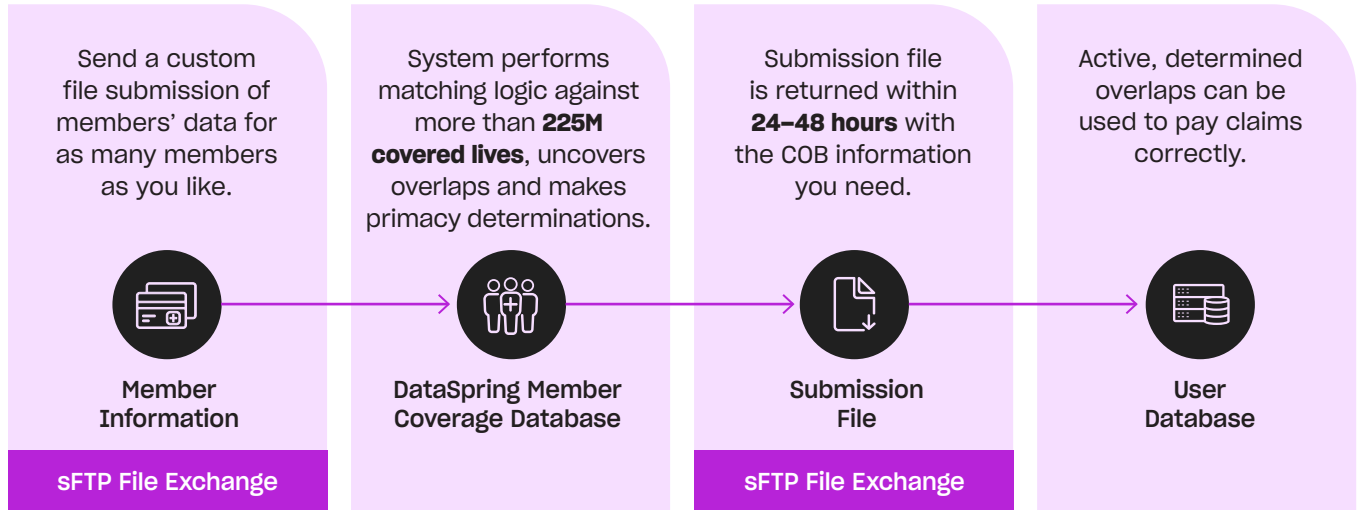 Send a custom
file submission of
members’ data for
as many members
as you like.
Member
Information
sFTP File Exchange
System performs
matching logic against
more than 225M
covered lives, uncovers
overlaps and makes
primacy determinations.
DataSpring Member
Coverage Database
Submission file
is returned within
24–48 hours with
the COB information
you need.
Submission
File
sFTP File Exchange
Active, determined
overlaps can be
used to pay claims
correctly.
User
Database